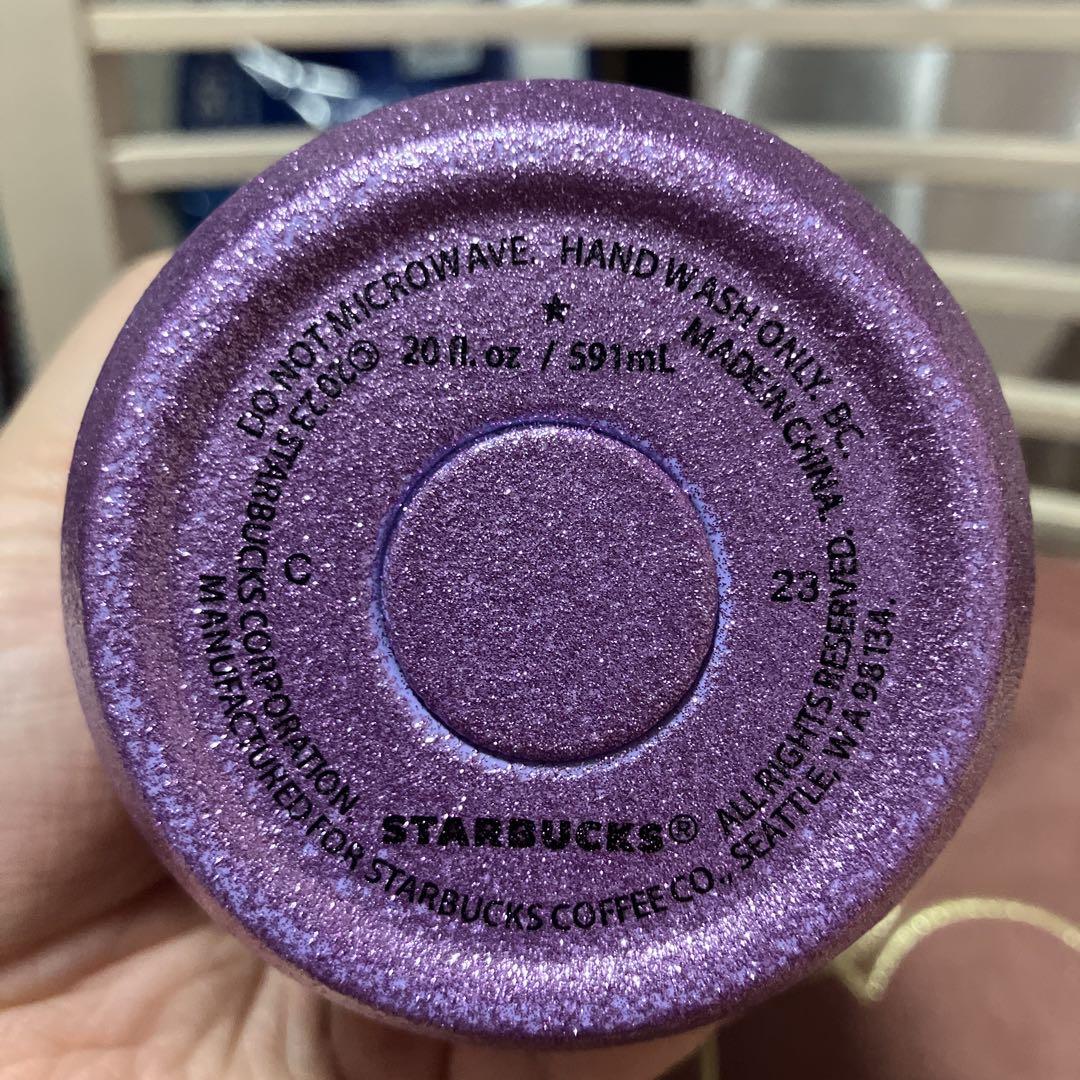 DO NOT MICROWAVE. HAND WASH ONLY. BC.
MANUFACTURED FOR STARBUCKS COFFEE CO., SEATTLE, WA 98134.
©2023 STARBUCKS CORPORATION.
ALL RIGHTS RESERVED.
MADE IN CHINA.
★
20 fl. oz / 591mL
C
23
STARBUCKS®